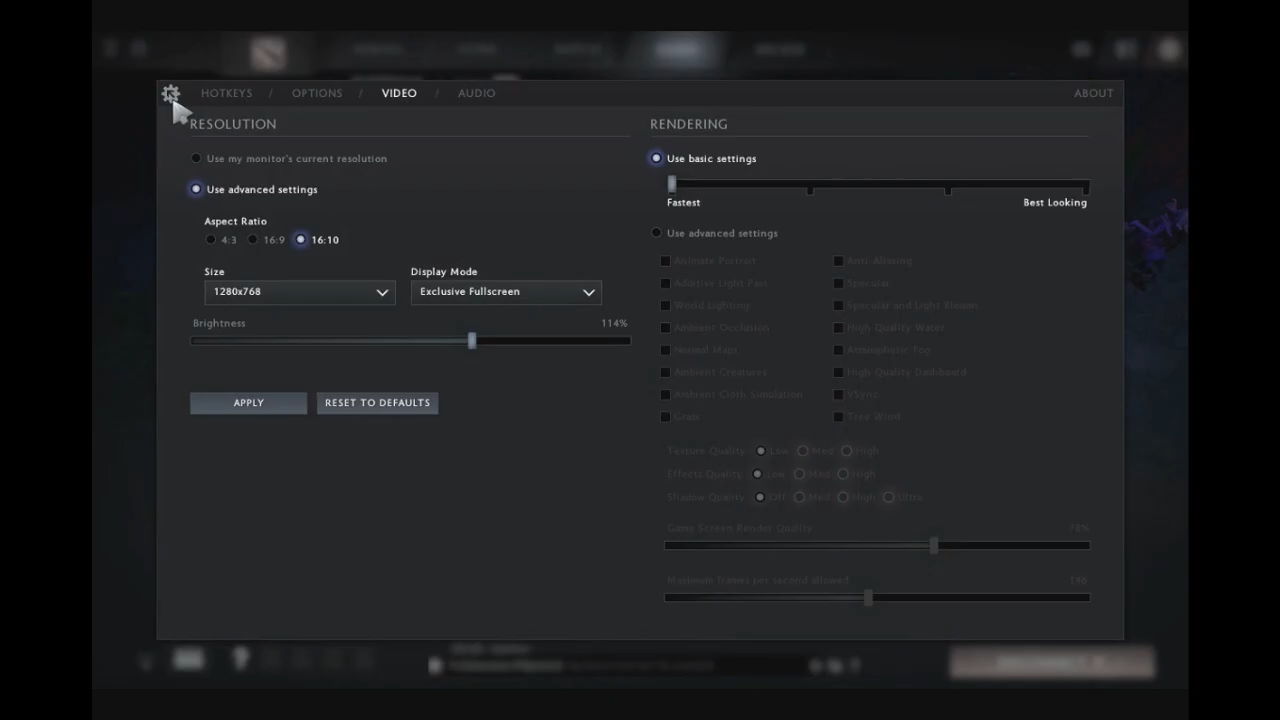 HOTKEYS / OPTIONS / VIDEO / AUDIO ABOUT
RESOLUTION
Use my monitor's current resolution
Use advanced settings
Aspect Ratio
4:3 16:9 16:10
Size Display Mode
1280x768 Exclusive Fullscreen
Brightness 114%
APPLY RESET TO DEFAULTS
RENDERING
Use basic settings
Fastest Best Looking
Use advanced settings
Animate Portrait Anti-Aliasing
Additive Light Pass Specular
World Lighting Specular and Light Blooms
Ambient Occlusion High Quality Water
Normal Maps Atmospheric Fog
Ambient Creatures High Quality Dashboard
Ambient Cloth Simulation VSync
Grass Tree Wind
Texture Quality Low Med High
Effects Quality Low Med High
Shadow Quality Off Med High Ultra
Game Screen Render Quality 78%
Maximum frames per second allowed 146